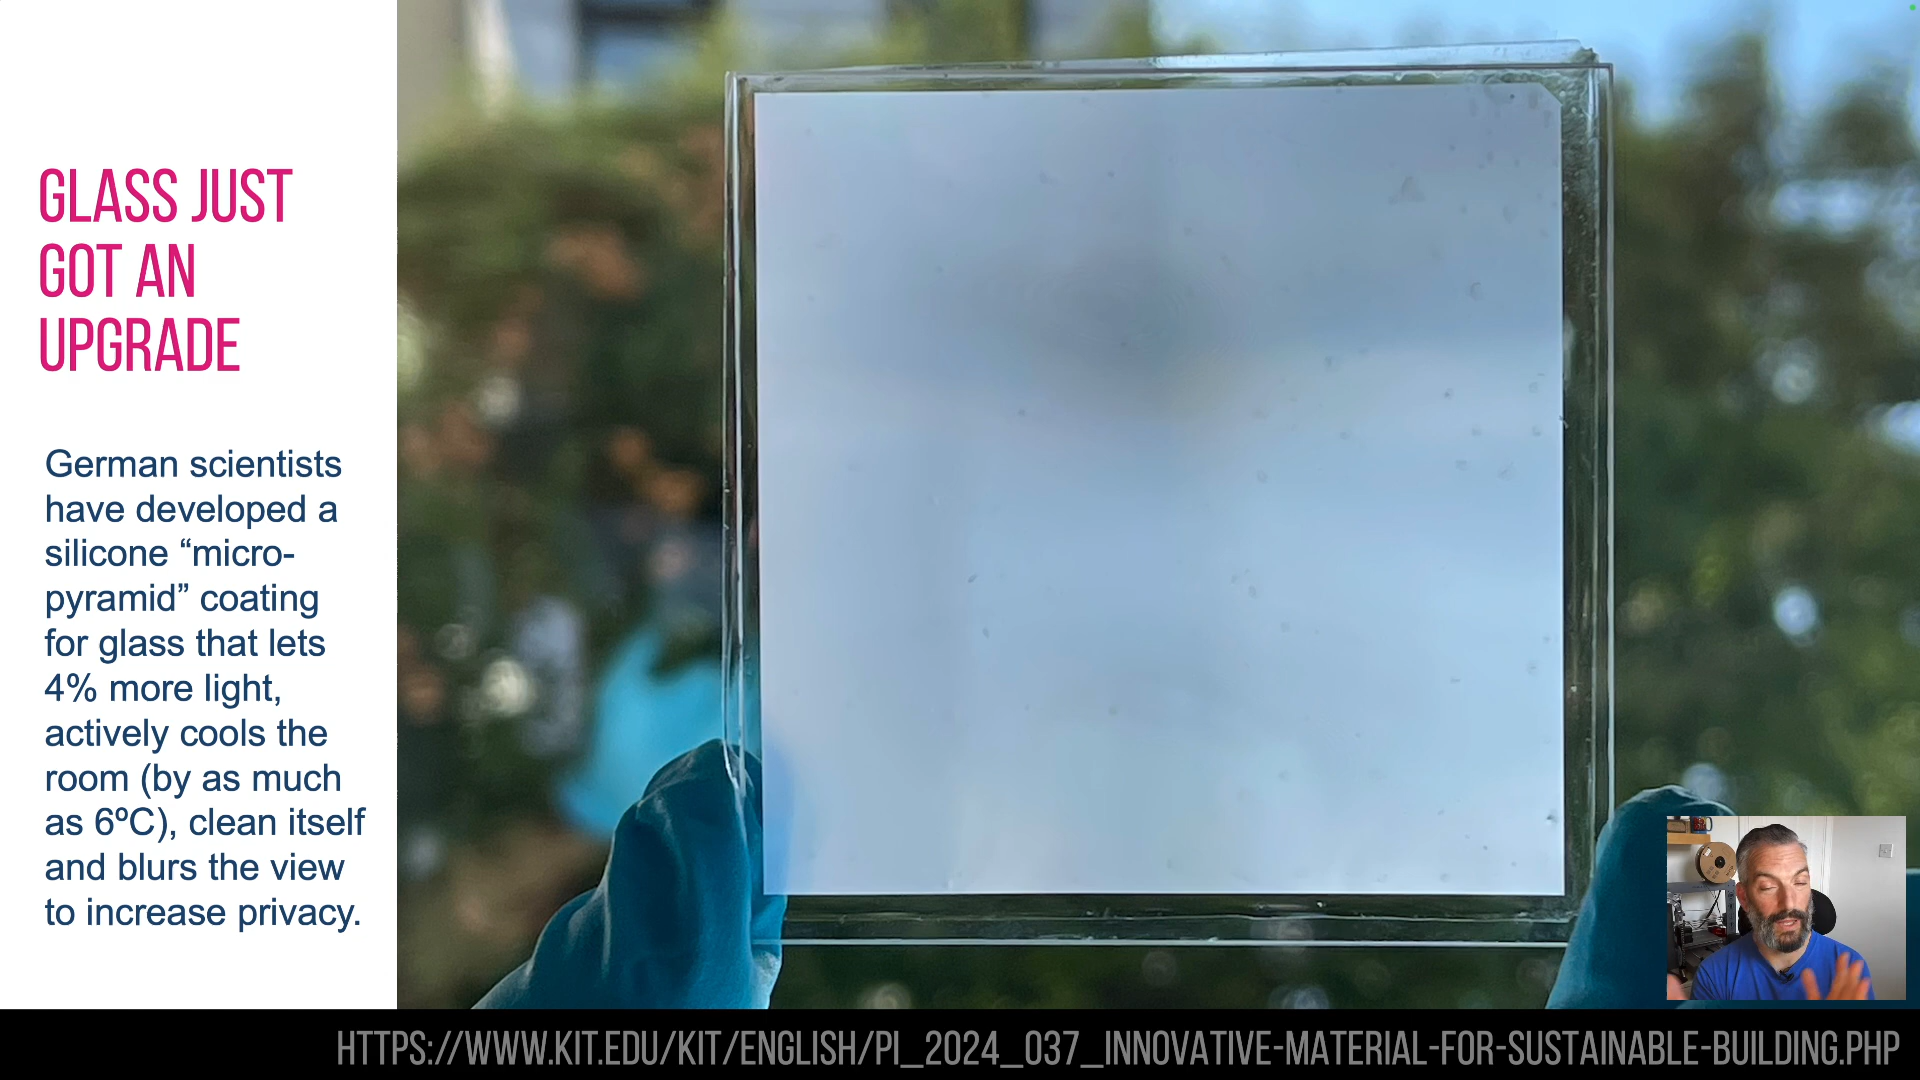 GLASS JUST
GOT AN
UPGRADE
German scientists
have developed a
silicone “micro-
pyramid” coating
for glass that lets
4% more light,
actively cools the
room (by as much
as 6ºC), clean itself
and blurs the view
to increase privacy.
HTTPS://WWW.KIT.EDU/KIT/ENGLISH/PI_2024_037_INNOVATIVE-MATERIAL-FOR-SUSTAINABLE-BUILDING.PHP